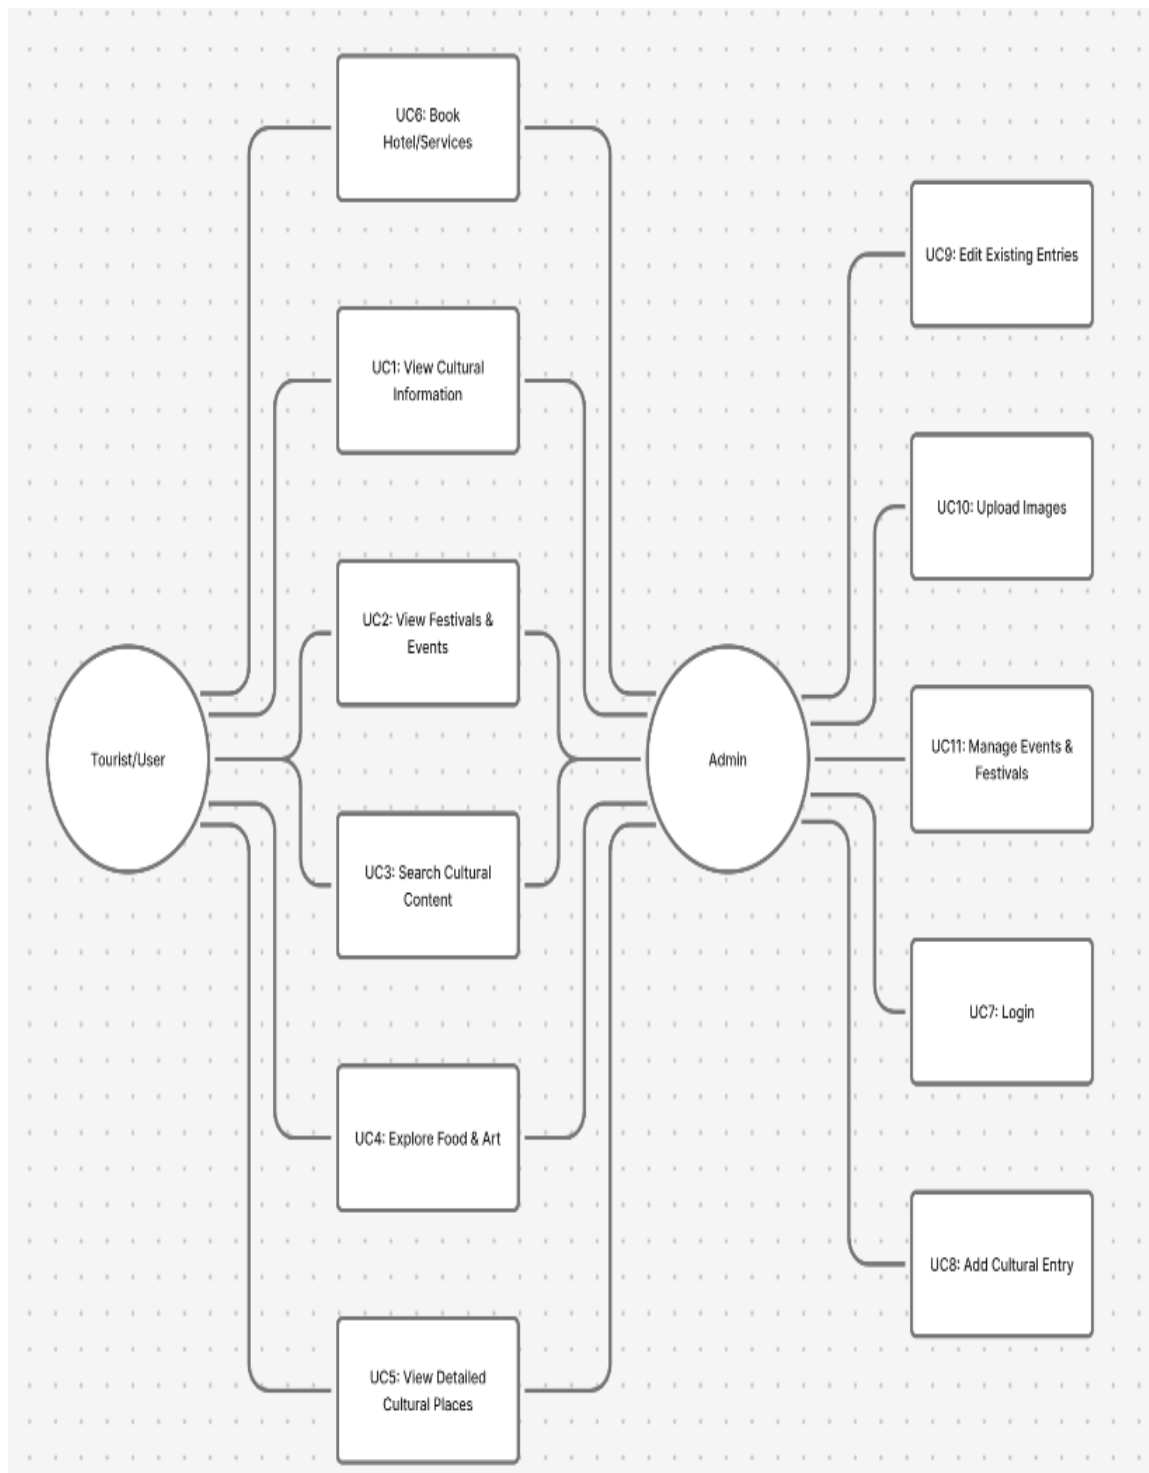 UC6: Book
Hotel/Services
UC9: Edit Existing Entries
UC1: View Cultural
Information
UC10: Upload Images
UC2: View Festivals &
Events
Tourist/User
Admin
UC11: Manage Events &
Festivals
UC3: Search Cultural
Content
UC7: Login
UC4: Explore Food & Art
UC8: Add Cultural Entry
UC5: View Detailed
Cultural Places